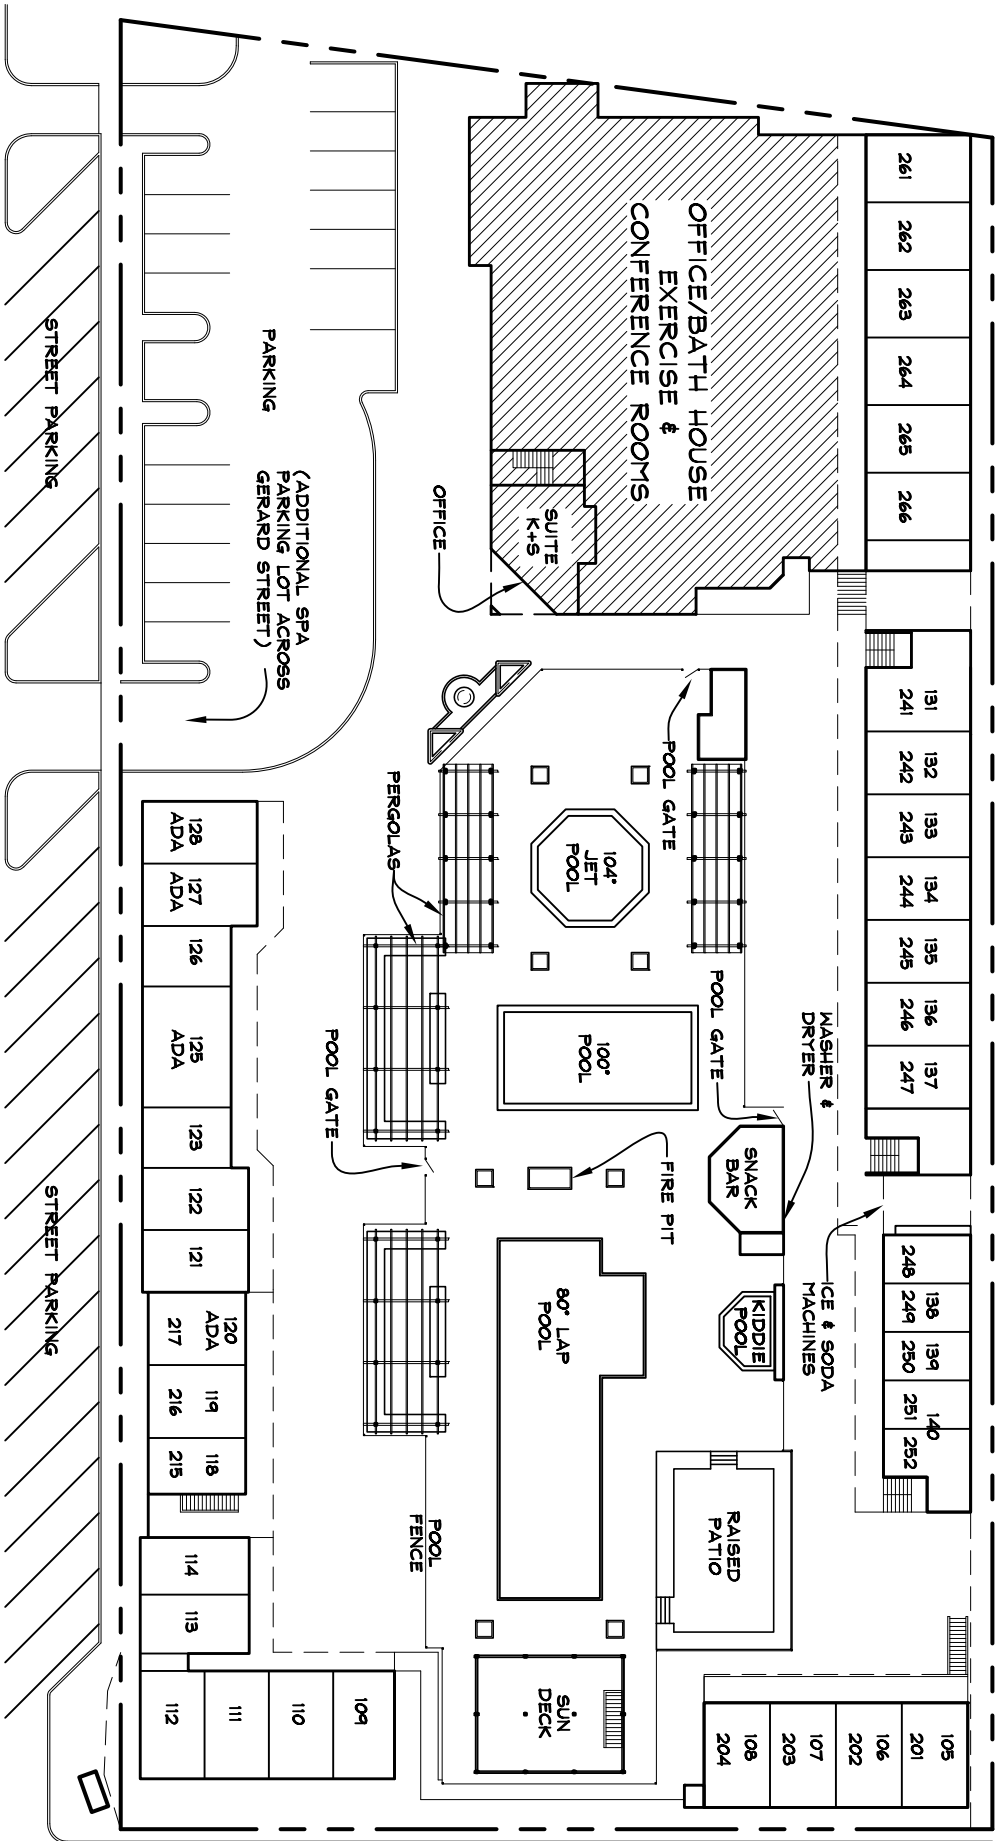 261
262
263
264
265
266
131
241
132
242
133
243
134
244
135
245
136
246
137
247
248
138
249
139
250
140
251
252
105
201
106
202
107
203
108
204
OFFICE/BATH HOUSE
EXERCISE &
CONFERENCE ROOMS
SUITE
K+S
OFFICE
WASHER &
DRYER
ICE & SODA
MACHINES
POOL GATE
POOL GATE
SNACK
BAR
KIDDIE
POOL
RAISED
PATIO
FIRE PIT
104°
JET
POOL
100°
POOL
80° LAP
POOL
SUN
DECK
PERGOLAS
POOL GATE
POOL
FENCE
PARKING
(ADDITIONAL SPA
PARKING LOT ACROSS
GERARD STREET)
128
ADA
127
ADA
126
125
ADA
123
122
121
120
ADA
217
119
216
118
215
114
113
112
111
110
109
STREET PARKING
STREET PARKING